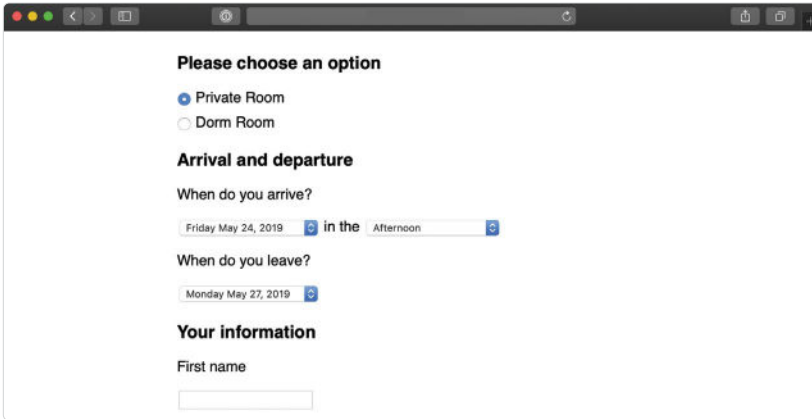 Please choose an option
Private Room
Dorm Room
Arrival and departure
When do you arrive?
Friday May 24, 2019 in the Afternoon
When do you leave?
Monday May 27, 2019
Your information
First name